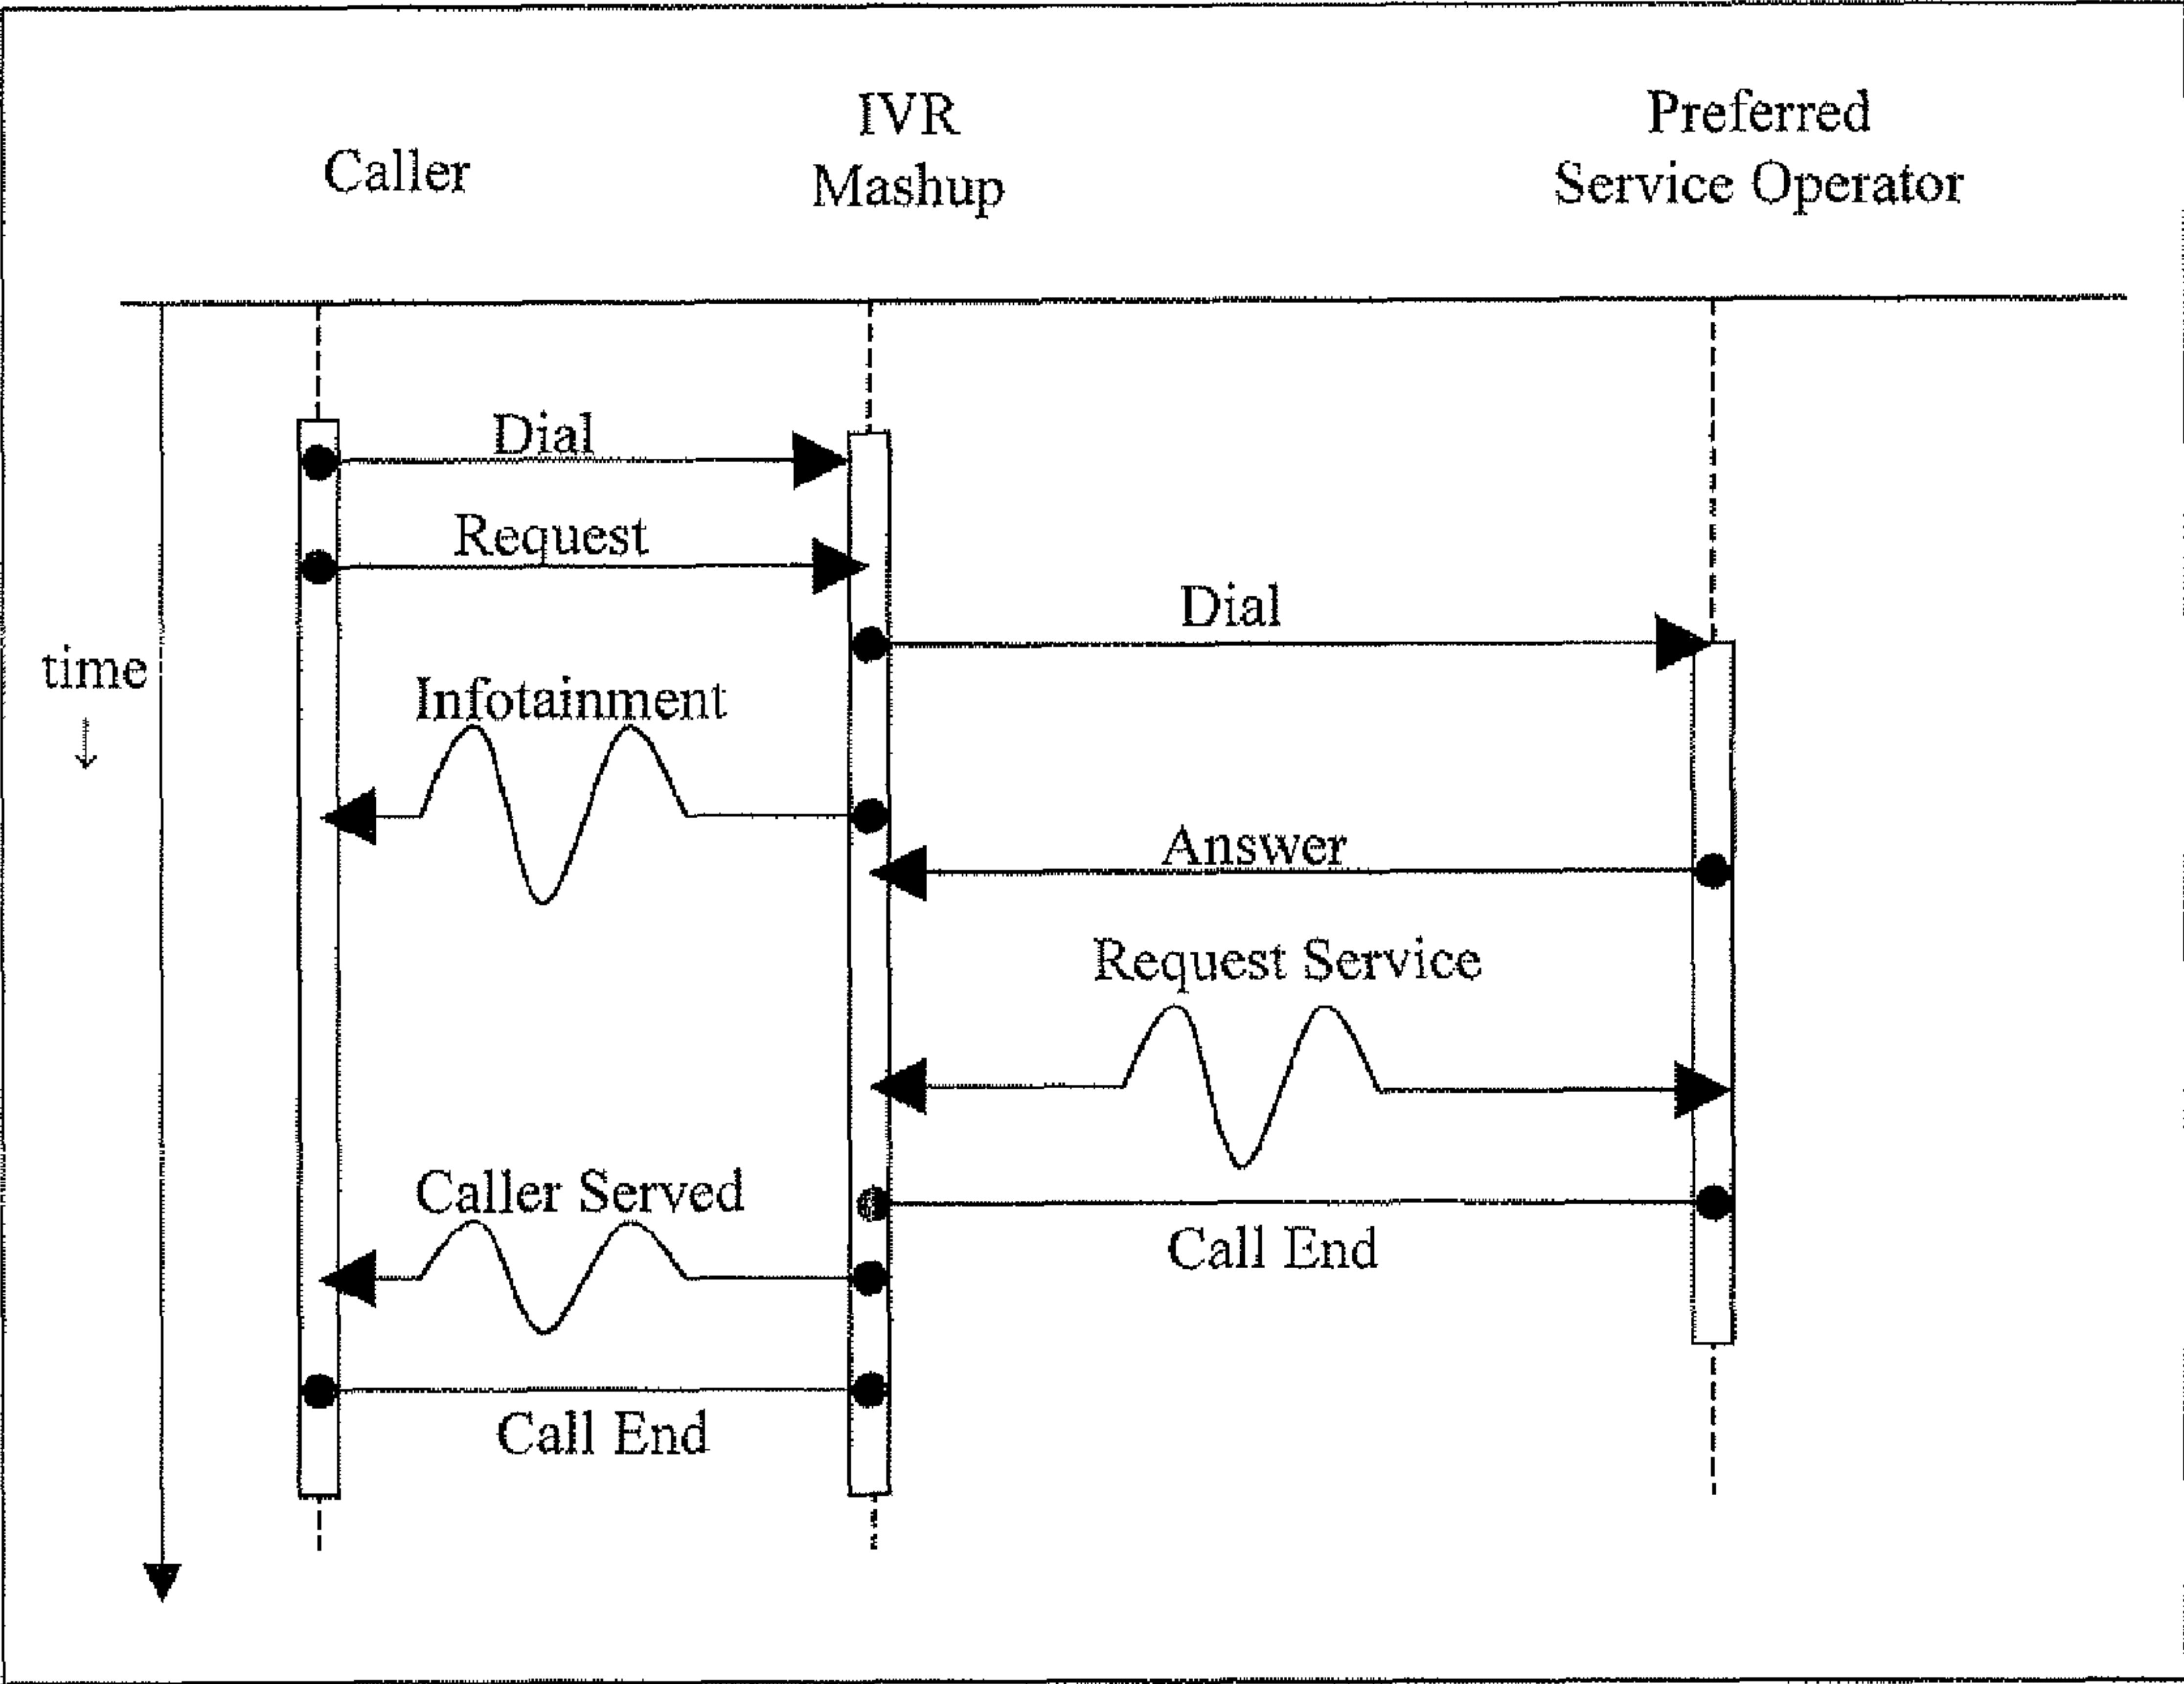 Caller
IVR
Mashup
Preferred
Service Operator
Dial
Request
Dial
time
↓
Infotainment
Answer
Request Service
Caller Served
Call End
Call End